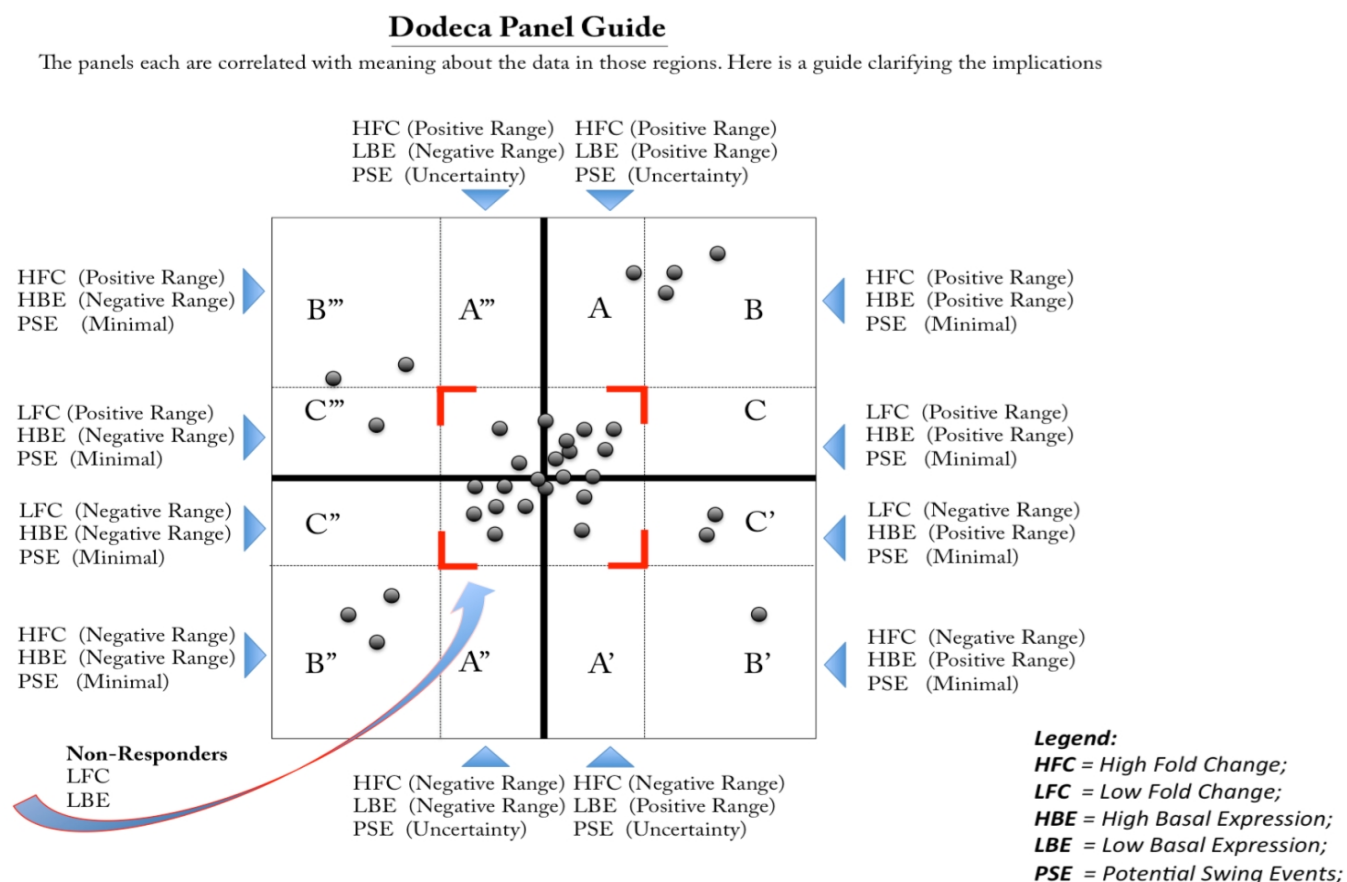 Dodeca Panel Guide
The panels each are correlated with meaning about the data in those regions. Here is a guide clarifying the implications
HFC (Positive Range)
LBE (Negative Range)
PSE (Uncertainty)
HFC (Positive Range)
LBE (Positive Range)
PSE (Uncertainty)
HFC (Positive Range)
HBE (Negative Range)
PSE (Minimal)
B”’
A”’
A
B
HFC (Positive Range)
HBE (Positive Range)
PSE (Minimal)
LFC (Positive Range)
HBE (Negative Range)
PSE (Minimal)
C”’
C
LFC (Positive Range)
HBE (Positive Range)
PSE (Minimal)
LFC (Negative Range)
HBE (Negative Range)
PSE (Minimal)
C”
C’
LFC (Negative Range)
HBE (Positive Range)
PSE (Minimal)
HFC (Negative Range)
HBE (Negative Range)
PSE (Minimal)
B”
A”
A’
B’
HFC (Negative Range)
HBE (Positive Range)
PSE (Minimal)
Non-Responders
LFC
LBE
HFC (Negative Range)
LBE (Negative Range)
PSE (Uncertainty)
HFC (Negative Range)
LBE (Positive Range)
PSE (Uncertainty)
Legend:
HFC = High Fold Change;
LFC = Low Fold Change;
HBE = High Basal Expression;
LBE = Low Basal Expression;
PSE = Potential Swing Events;